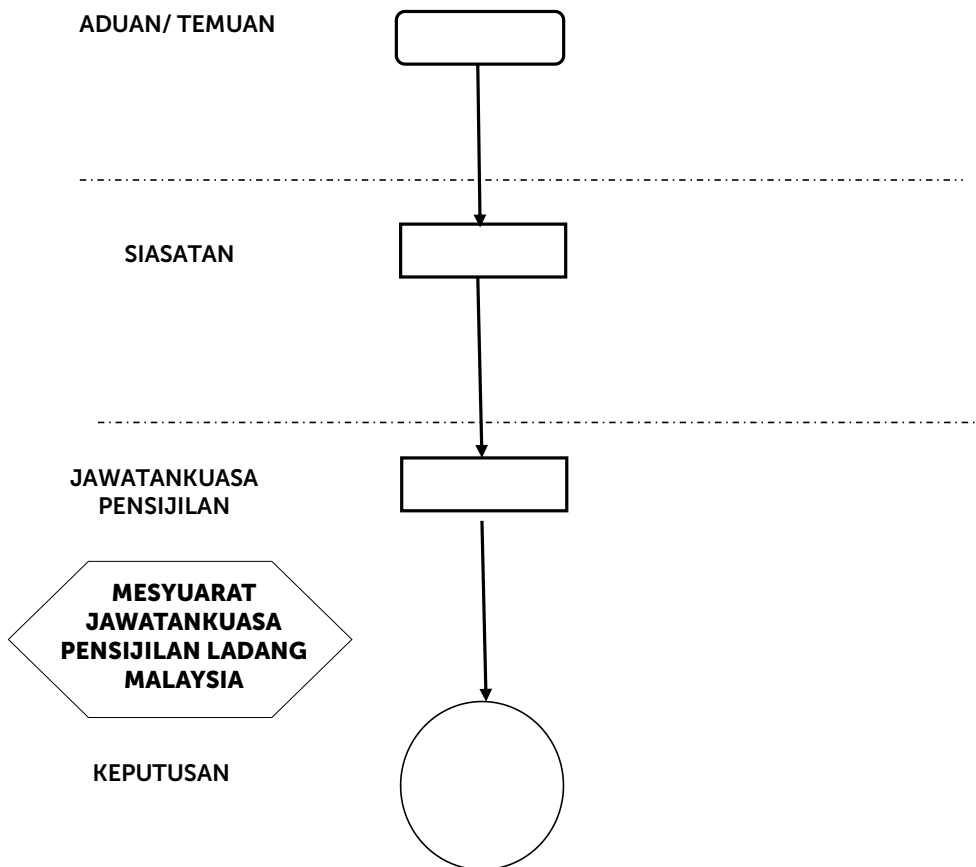 ADUAN/ TEMUAN
SIASATAN
JAWATANKUASA
PENSIJILAN
MESYUARAT
JAWATANKUASA
PENSIJILAN LADANG
MALAYSIA
KEPUTUSAN